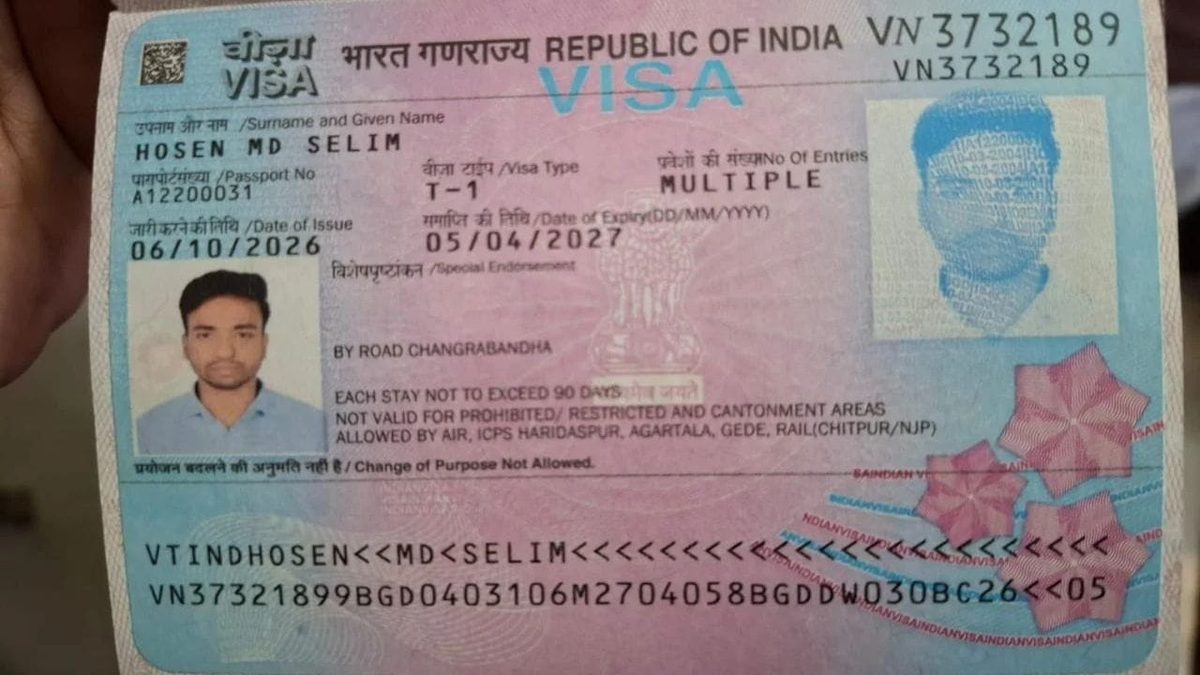 वीज़ा
VISA
भारत गणराज्य REPUBLIC OF INDIA
VISA
VN 3732189
VN3732189
उपनाम और नाम /Surname and Given Name
HOSEN MD SELIM
पासपोर्टसंख्या /Passport No
A12200031
वीजा टाईप /Visa Type
T-1
प्रवेशों की संख्या/No Of Entries
MULTIPLE
जारी करने की तिथि /Date of Issue
06/10/2026
समाप्ति की तिथि /Date of Expiry(DD/MM/YYYY)
05/04/2027
विशेषपृष्टांकन /Special Endorsement
BY ROAD CHANGRABANDHA
EACH STAY NOT TO EXCEED 90 DAYS
NOT VALID FOR PROHIBITED/ RESTRICTED AND CANTONMENT AREAS
ALLOWED BY AIR, ICPS HARIDASPUR, AGARTALA, GEDE, RAIL(CHITPUR/NJP)
प्रयोजन बदलने की अनुमति नहीं है / Change of Purpose Not Allowed.
VTINDHOSEN<<MD<SELIM<<<<<<<<<<<<<<<<<<<<<<<<
VN37321899BGD0403106M2704058BGDDW030BC26<<05